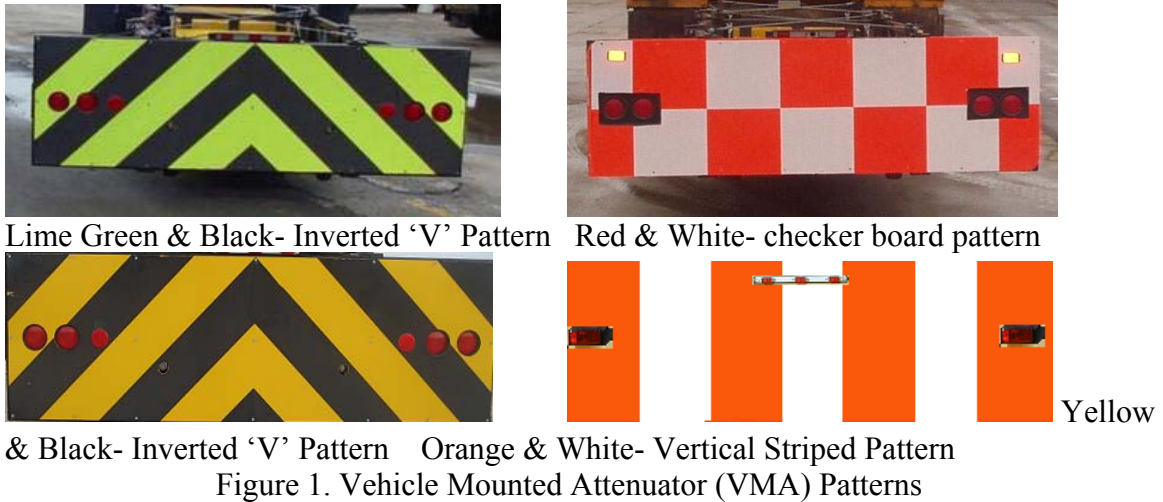 Lime Green & Black- Inverted ‘V’ Pattern Red & White- checker board pattern
Yellow
& Black- Inverted ‘V’ Pattern Orange & White- Vertical Striped Pattern
Figure 1. Vehicle Mounted Attenuator (VMA) Patterns